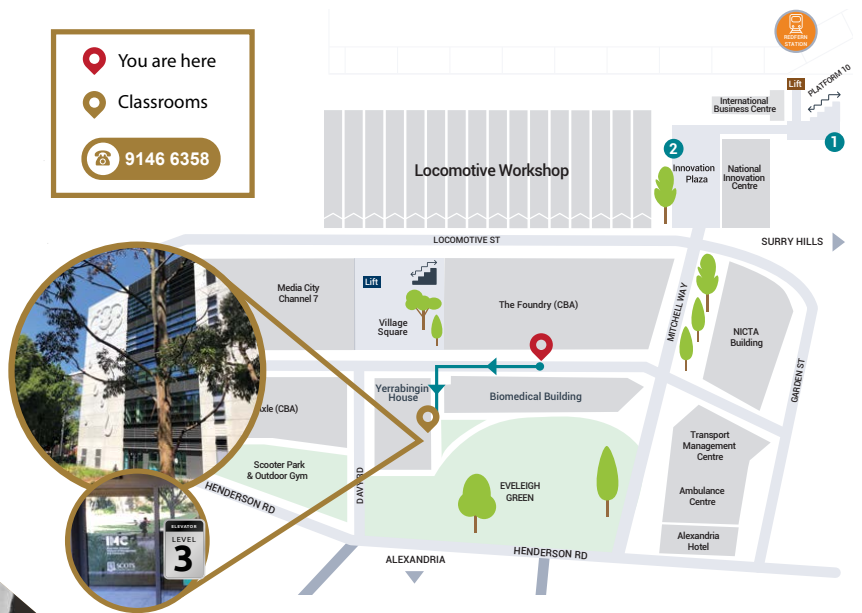 You are here
Classrooms
9146 6358
REDFERN
STATION
Lift
PLATFORM 10
International
Business Centre
1
2
Innovation
Plaza
National
Innovation
Centre
Locomotive Workshop
LOCOMOTIVE ST
SURRY HILLS
Media City
Channel 7
Lift
Village
Square
The Foundry (CBA)
MITCHELL WAY
NICTA
Building
GARDEN ST
Yerrabingin
House
Biomedical Building
xle (CBA)
Transport
Management
Centre
Scooter Park
& Outdoor Gym
DAVY RD
EVELEIGH
GREEN
Ambulance
Centre
HENDERSON RD
Alexandria
Hotel
ELEVATOR
LEVEL
3
IMC
SCOTS
ALEXANDRIA
HENDERSON RD